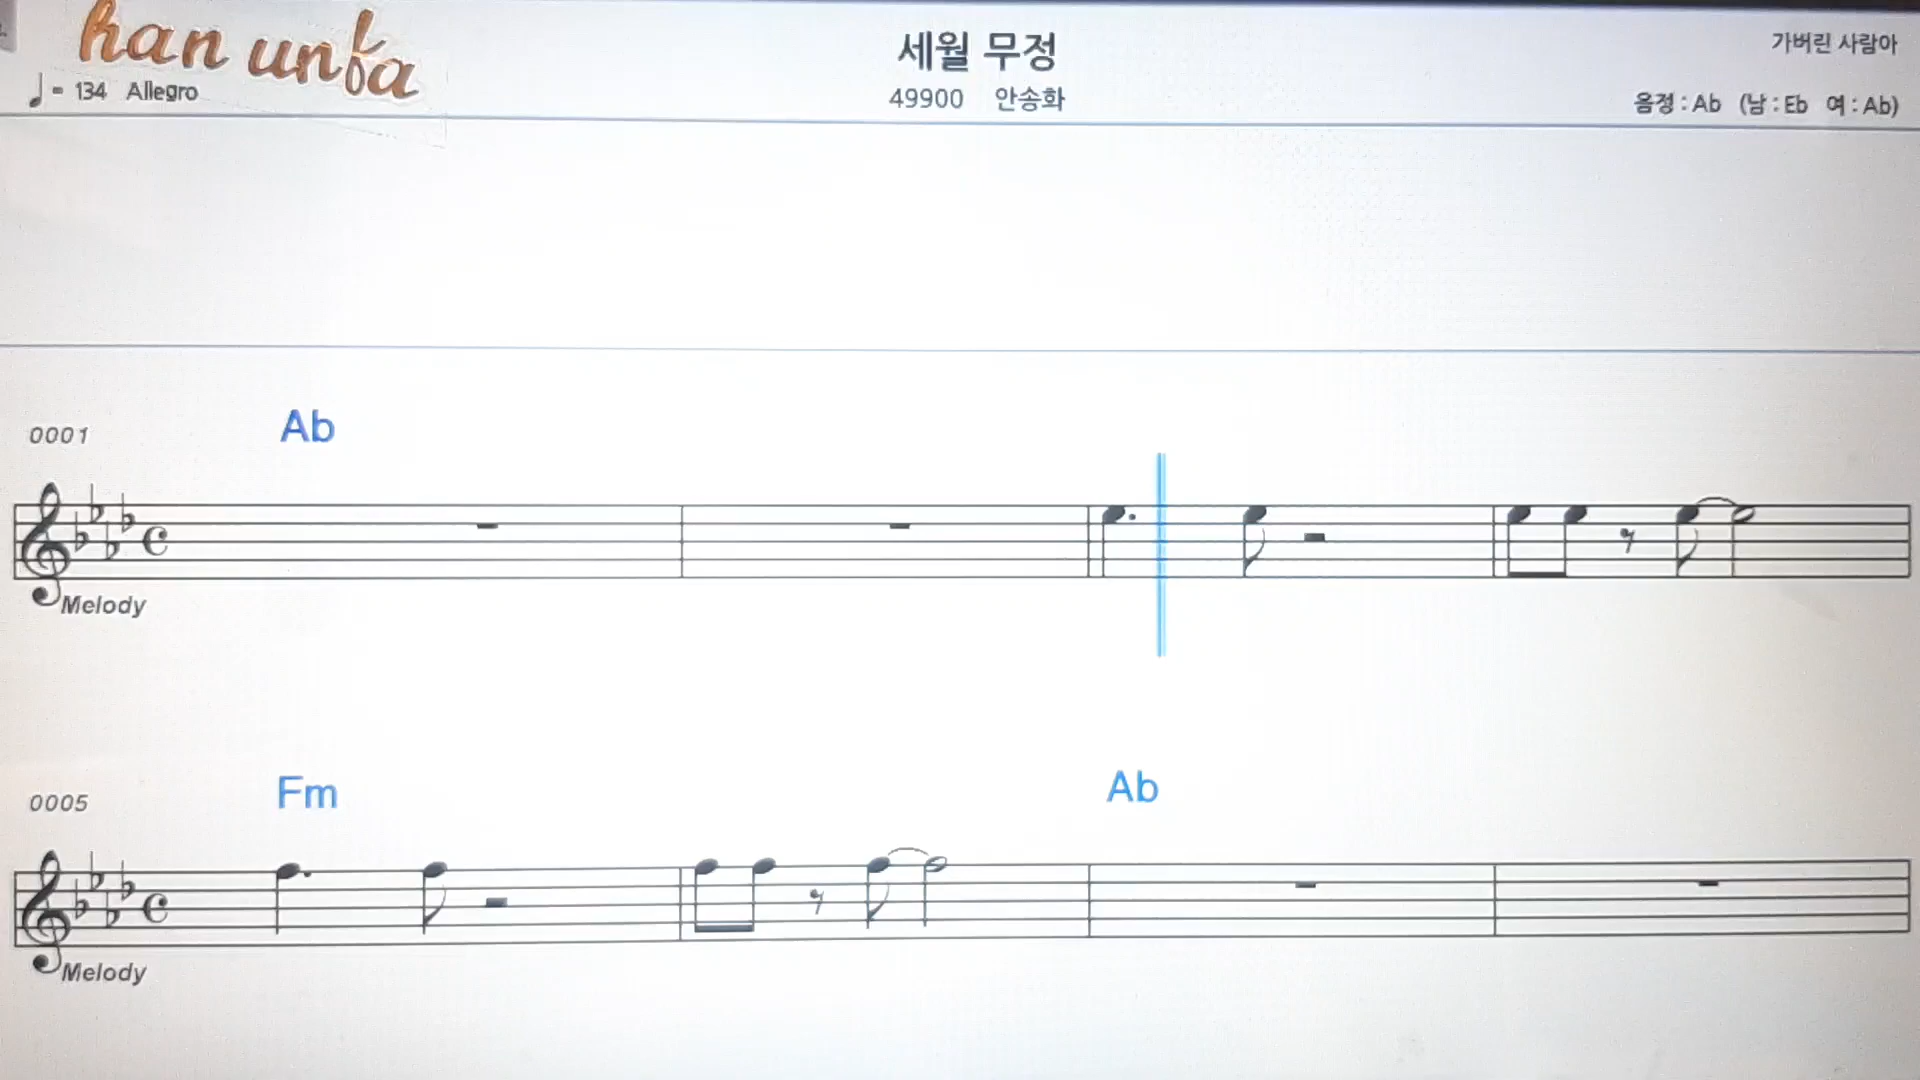 han unfa
♩= 134 Allegro
세월 무정
49900 안송화
가버린 사람아
음정 : Ab (남 : Eb 여 : Ab)
0001
Ab
Melody
0005
Fm
Ab
Melody